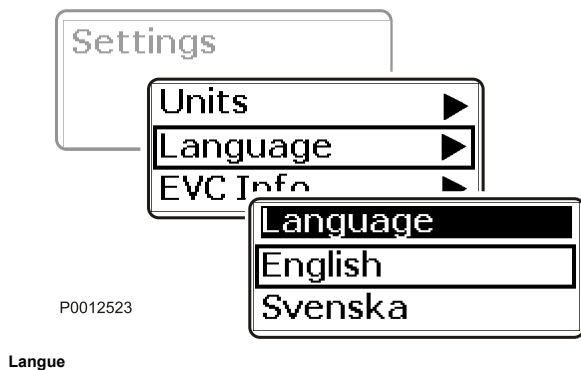 Settings
Units
Language
EVC Info
Language
English
Svenska
P0012523
Langue